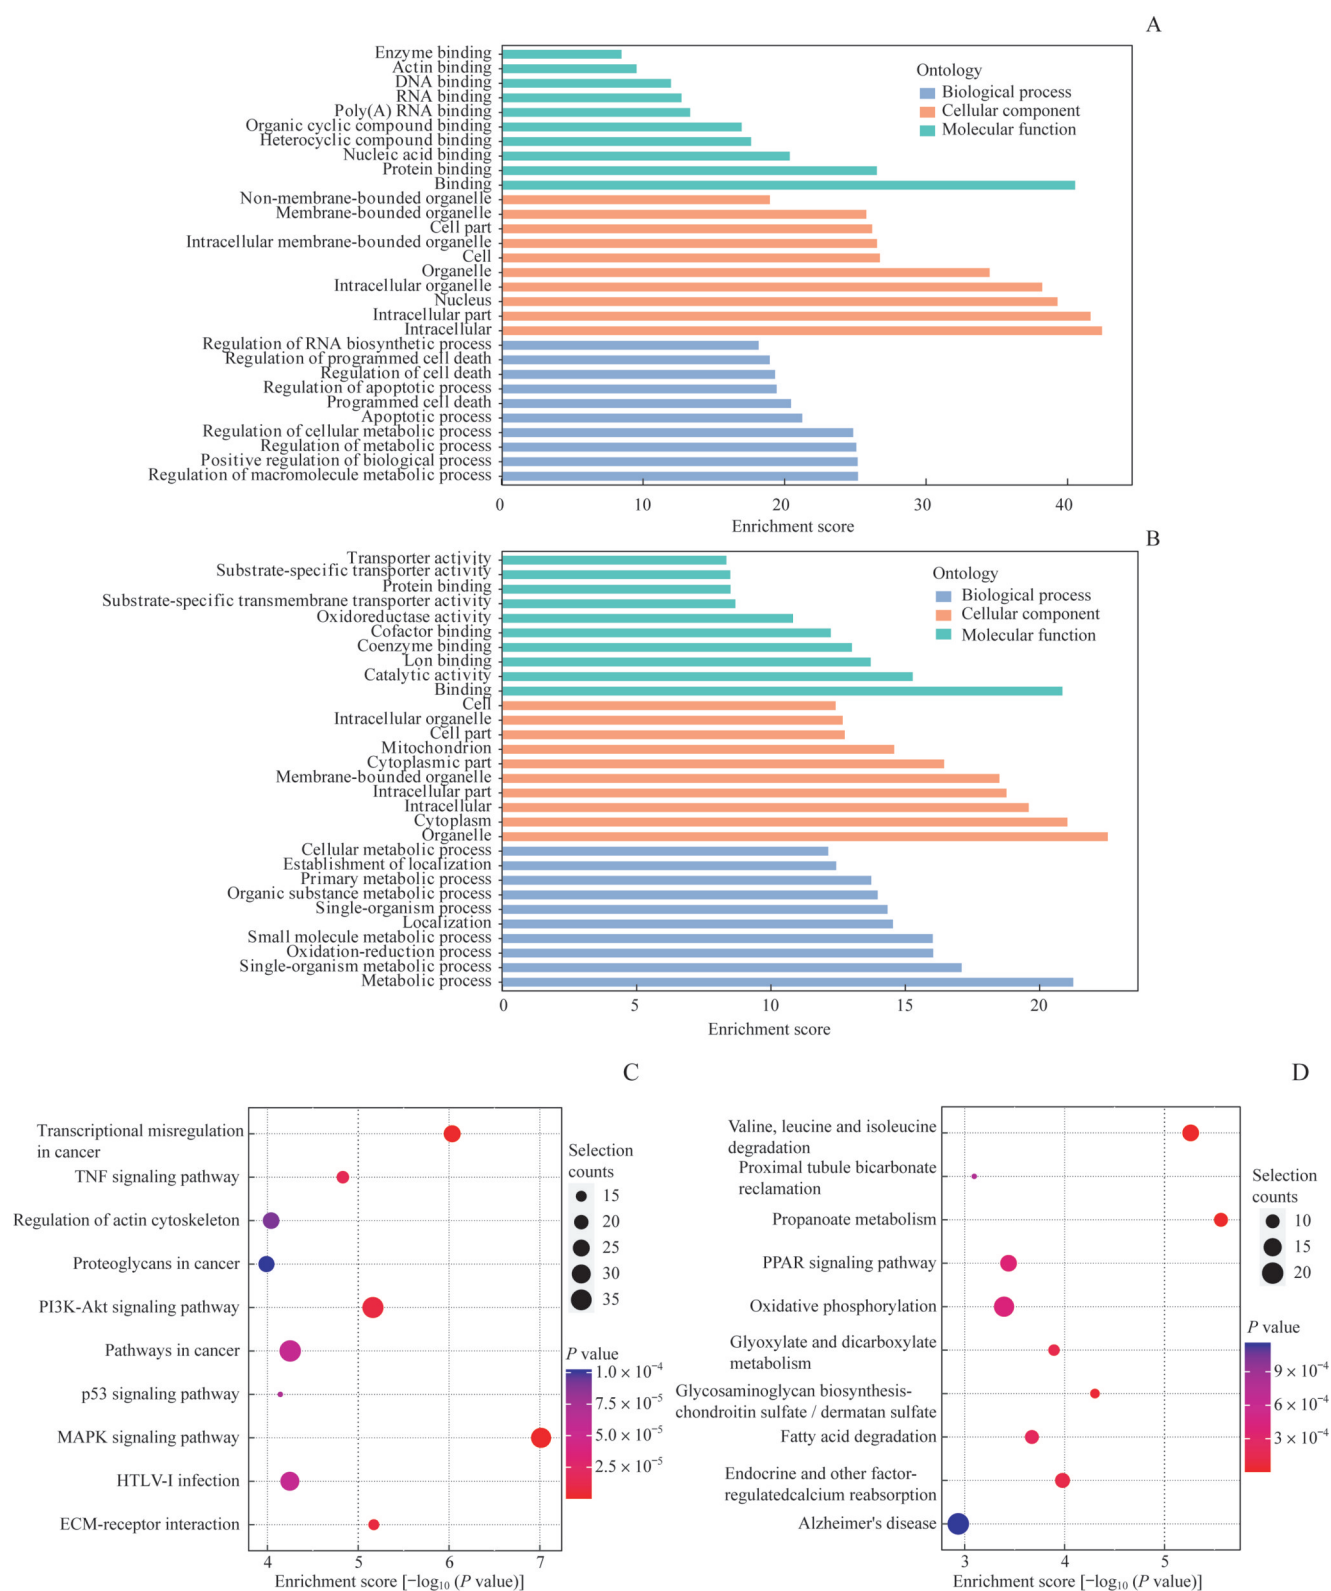 A
Enzyme binding
Actin binding
DNA binding
RNA binding
Poly(A) RNA binding
Organic cyclic compound binding
Heterocyclic compound binding
Nucleic acid binding
Protein binding
Binding
Non-membrane-bounded organelle
Membrane-bounded organelle
Cell part
Intracellular membrane-bounded organelle
Cell
Organelle
Intracellular organelle
Nucleus
Intracellular part
Intracellular
Regulation of RNA biosynthetic process
Regulation of programmed cell death
Regulation of cell death
Regulation of apoptotic process
Programmed cell death
Apoptotic process
Regulation of cellular metabolic process
Regulation of metabolic process
Positive regulation of biological process
Regulation of macromolecule metabolic process
Ontology
Biological process
Cellular component
Molecular function
0 10 20 30 40
Enrichment score
B
Transporter activity
Substrate-specific transporter activity
Protein binding
Substrate-specific transmembrane transporter activity
Oxidoreductase activity
Cofactor binding
Coenzyme binding
Lon binding
Catalytic activity
Binding
Cell
Intracellular organelle
Cell part
Mitochondrion
Cytoplasmic part
Membrane-bounded organelle
Intracellular part
Intracellular
Cytoplasm
Organelle
Cellular metabolic process
Establishment of localization
Primary metabolic process
Organic substance metabolic process
Single-organism process
Localization
Small molecule metabolic process
Oxidation-reduction process
Single-organism metabolic process
Metabolic process
Ontology
Biological process
Cellular component
Molecular function
0 5 10 15 20
Enrichment score
C
Transcriptional misregulation
in cancer
TNF signaling pathway
Regulation of actin cytoskeleton
Proteoglycans in cancer
PI3K-Akt signaling pathway
Pathways in cancer
p53 signaling pathway
MAPK signaling pathway
HTLV-I infection
ECM-receptor interaction
4 5 6 7
Enrichment score [−log₁₀ (P value)]
Selection
counts
15
20
25
30
35
P value
1.0 × 10⁻⁴
7.5 × 10⁻⁵
5.0 × 10⁻⁵
2.5 × 10⁻⁵
D
Valine, leucine and isoleucine
degradation
Proximal tubule bicarbonate
reclamation
Propanoate metabolism
PPAR signaling pathway
Oxidative phosphorylation
Glyoxylate and dicarboxylate
metabolism
Glycosaminoglycan biosynthesis-
chondroitin sulfate / dermatan sulfate
Fatty acid degradation
Endocrine and other factor-
regulatedcalcium reabsorption
Alzheimer's disease
3 4 5
Enrichment score [−log₁₀ (P value)]
Selection
counts
10
15
20
P value
9 × 10⁻⁴
6 × 10⁻⁴
3 × 10⁻⁴